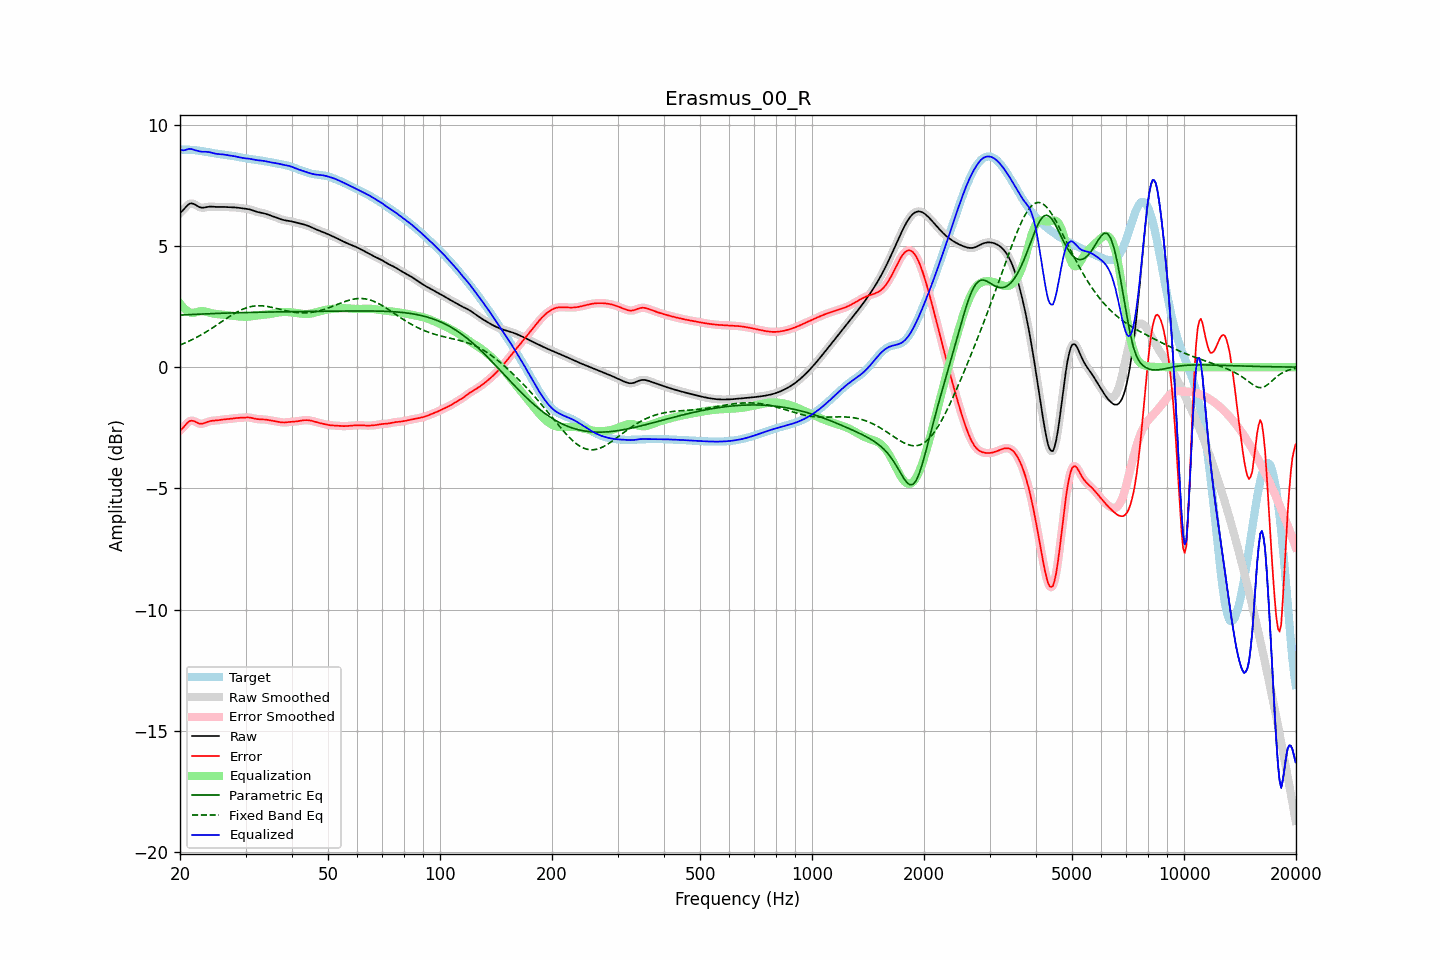 Erasmus_00_R
10
5
0
−5
−10
−15
−20
Amplitude (dBr)
Target
Raw Smoothed
Error Smoothed
Raw
Error
Equalization
Parametric Eq
Fixed Band Eq
Equalized
20 50 100 200 500 1000 2000 5000 10000 20000
Frequency (Hz)